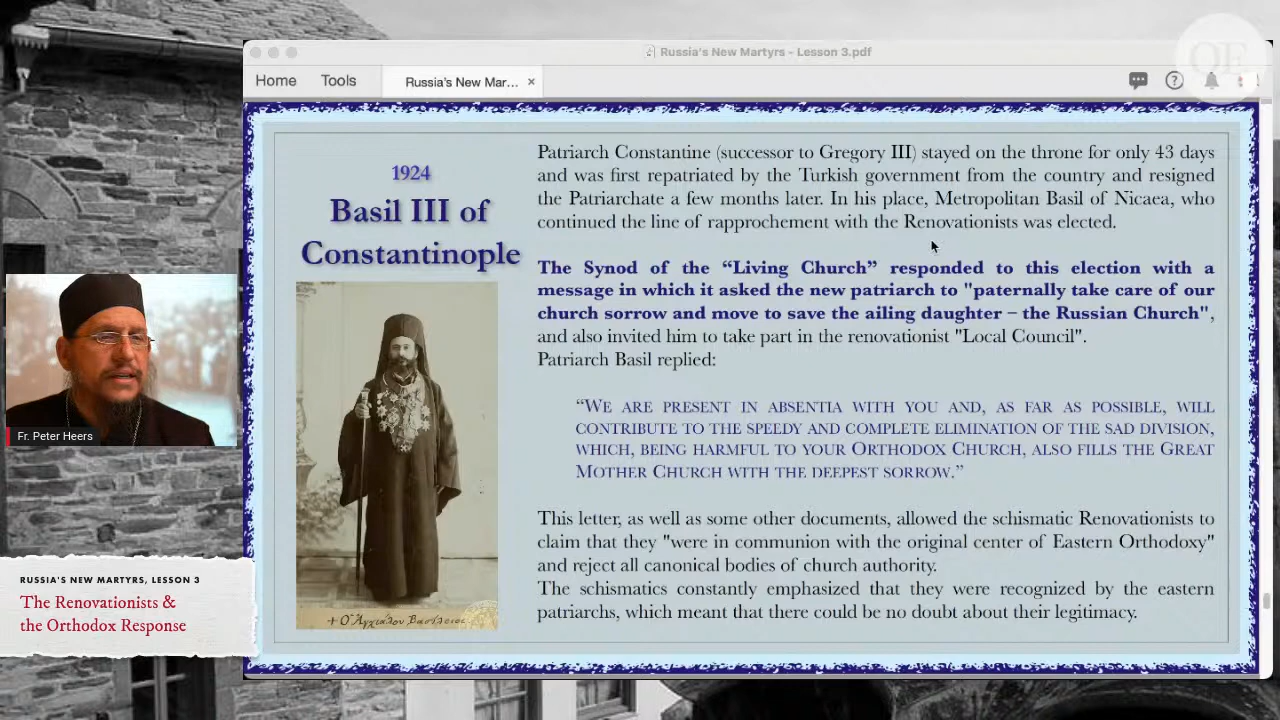 OE
Russia's New Martyrs - Lesson 3.pdf
Home
Tools
Russia's New Mar... ×
1924
Basil III of
Constantinople
+ Ὁ Ἀγχιάλου Βασίλειος
Patriarch Constantine (successor to Gregory III) stayed on the throne for only 43 days
and was first repatriated by the Turkish government from the country and resigned
the Patriarchate a few months later. In his place, Metropolitan Basil of Nicaea, who
continued the line of rapprochement with the Renovationists was elected.
The Synod of the “Living Church” responded to this election with a
message in which it asked the new patriarch to "paternally take care of our
church sorrow and move to save the ailing daughter – the Russian Church",
and also invited him to take part in the renovationist "Local Council".
Patriarch Basil replied:
“We are present in absentia with you and, as far as possible, will
contribute to the speedy and complete elimination of the sad division,
which, being harmful to your Orthodox Church, also fills the Great
Mother Church with the deepest sorrow.”
This letter, as well as some other documents, allowed the schismatic Renovationists to
claim that they "were in communion with the original center of Eastern Orthodoxy"
and reject all canonical bodies of church authority.
The schismatics constantly emphasized that they were recognized by the eastern
patriarchs, which meant that there could be no doubt about their legitimacy.
Fr. Peter Heers
RUSSIA'S NEW MARTYRS, LESSON 3
The Renovationists &
the Orthodox Response